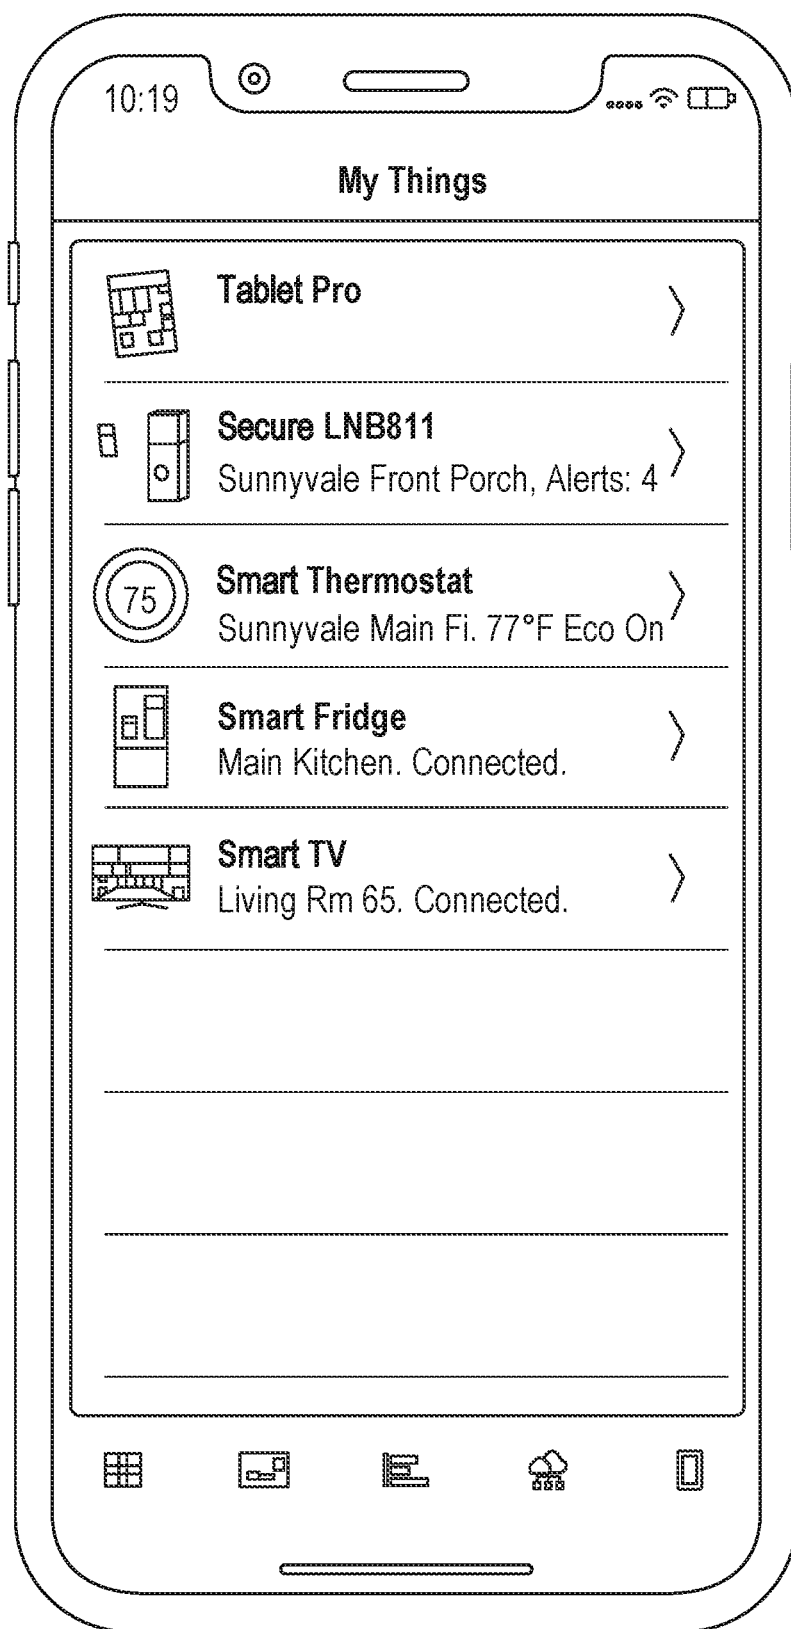 10:19
My Things
Tablet Pro
Secure LNB811
Sunnyvale Front Porch, Alerts: 4
75
Smart Thermostat
Sunnyvale Main Fi. 77°F Eco On
Smart Fridge
Main Kitchen. Connected.
Smart TV
Living Rm 65. Connected.